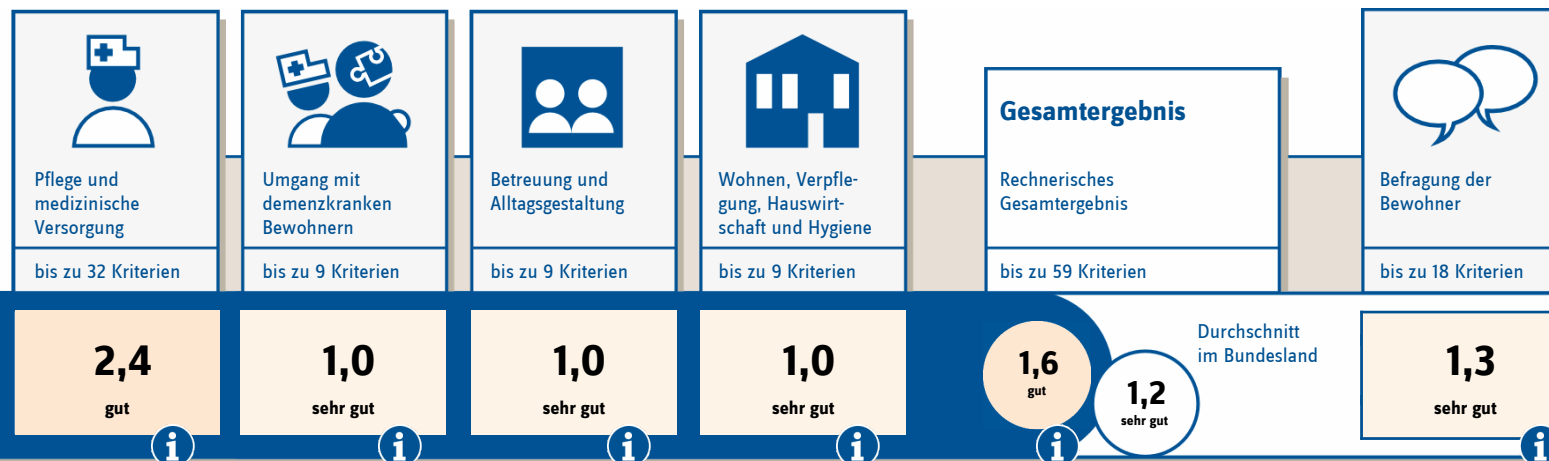 Pflege und
medizinische
Versorgung
bis zu 32 Kriterien
2,4
gut
i
Umgang mit
demenzkranken
Bewohnern
bis zu 9 Kriterien
1,0
sehr gut
i
Betreuung und
Alltagsgestaltung
bis zu 9 Kriterien
1,0
sehr gut
i
Wohnen, Verpfle-
gung, Hauswirt-
schaft und Hygiene
bis zu 9 Kriterien
1,0
sehr gut
i
Gesamtergebnis
Rechnerisches
Gesamtergebnis
bis zu 59 Kriterien
1,6
gut
i
1,2
sehr gut
Durchschnitt
im Bundesland
Befragung der
Bewohner
bis zu 18 Kriterien
1,3
sehr gut
i